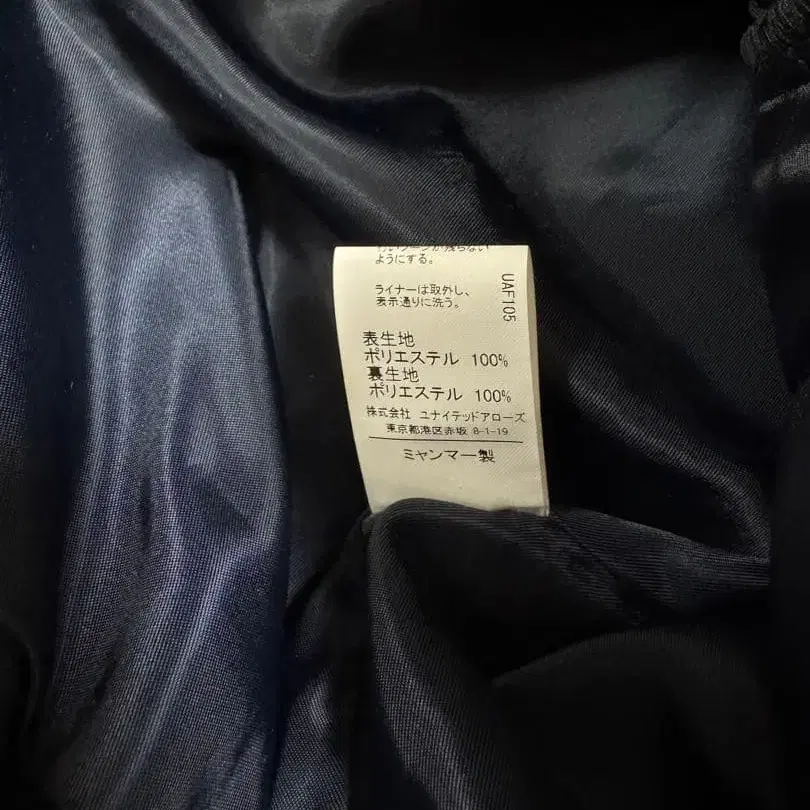 ようにする。
ライナーは取外し、
表示通りに洗う。
UAF105
表生地
ポリエステル 100%
裏生地
ポリエステル 100%
株式会社 ユナイテッドアローズ
東京都港区赤坂 8-1-19
ミャンマー製